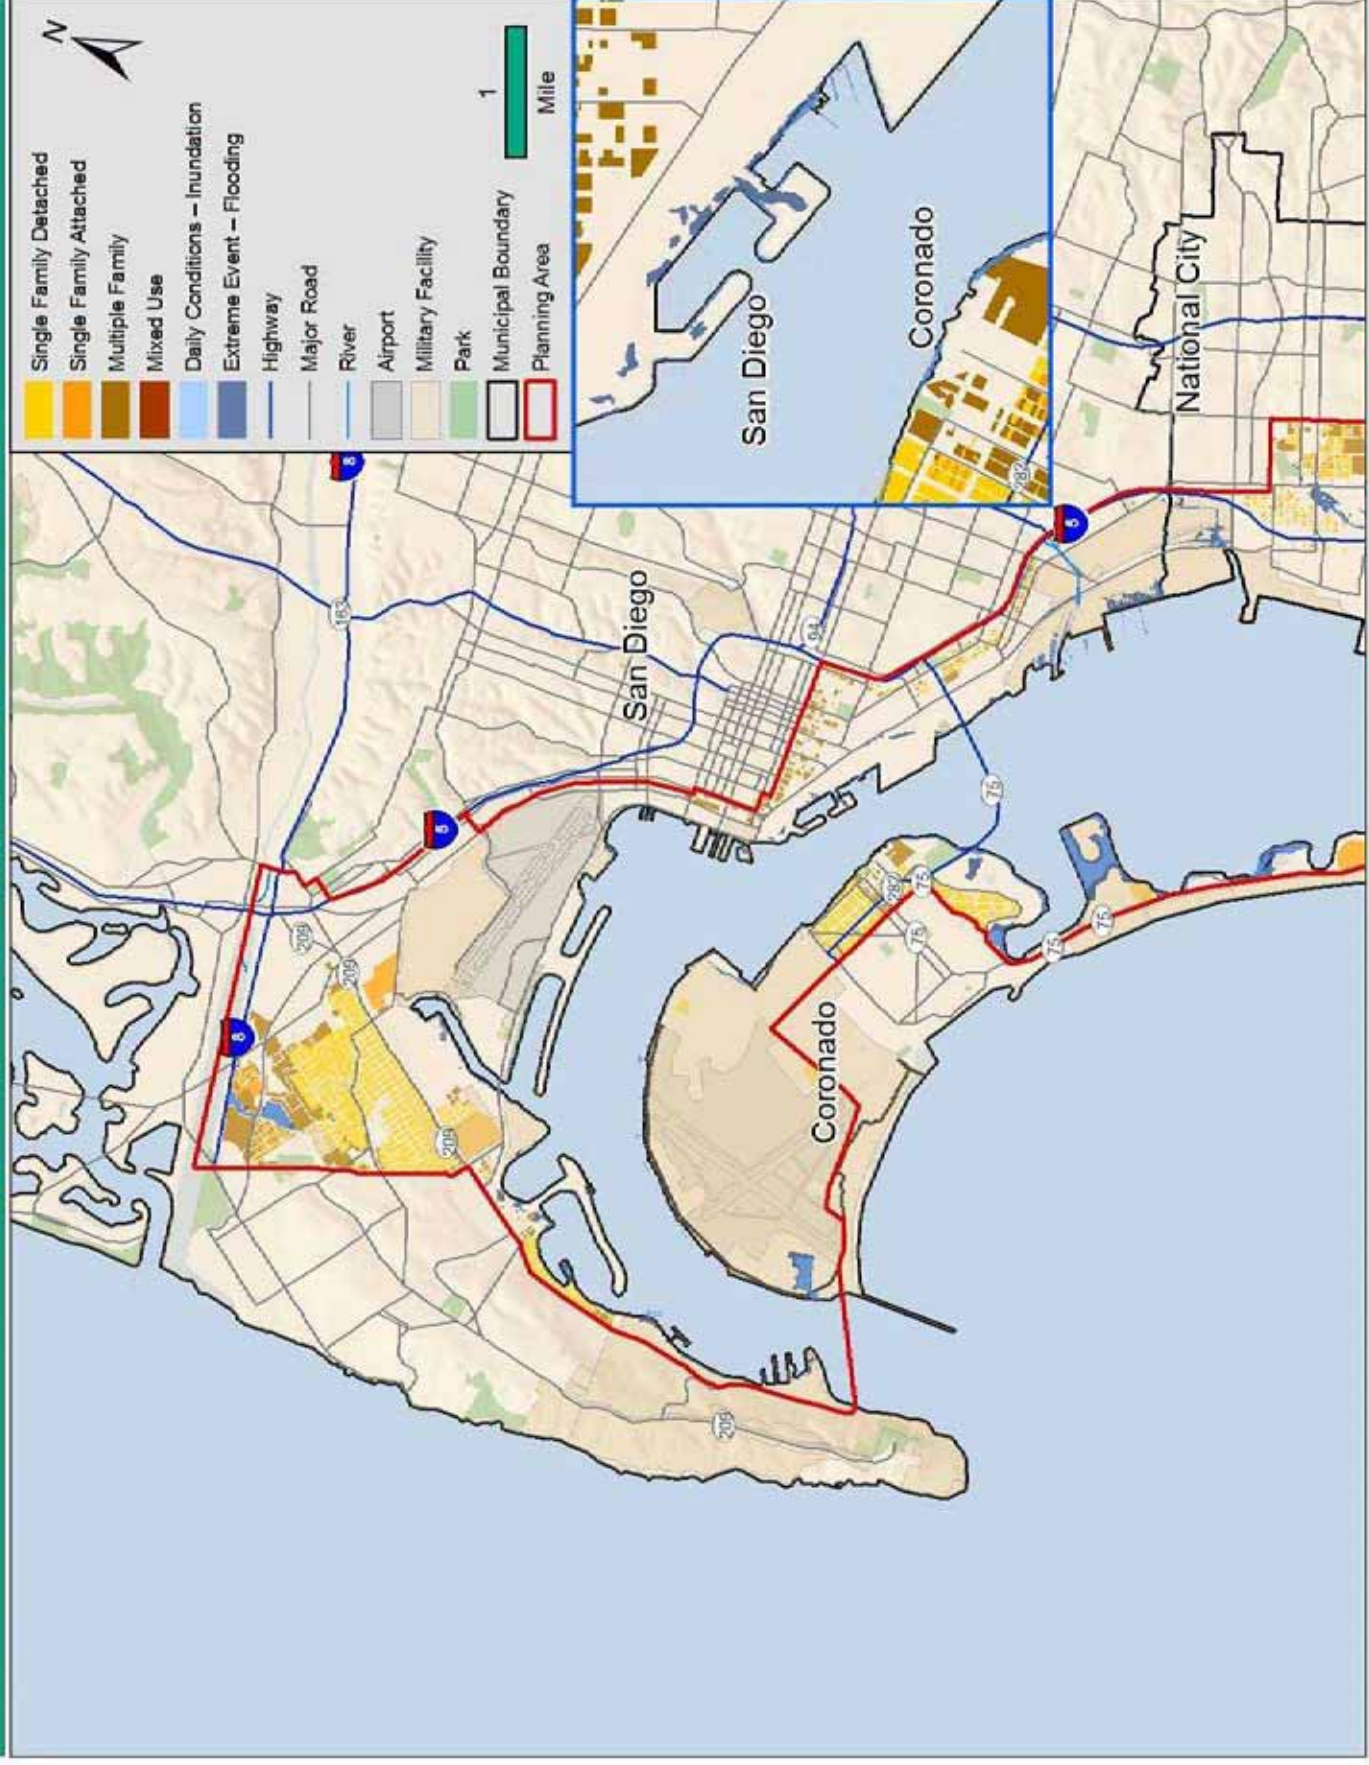 N
Single Family Detached
Single Family Attached
Multiple Family
Mixed Use
Daily Conditions – Inundation
Extreme Event – Flooding
Highway
Major Road
River
Airport
Military Facility
Park
Municipal Boundary
Planning Area
1
Mile
8
163
5
209
209
8
209
209
San Diego
94
5
75
282
75
75
75
75
Coronado
National City
San Diego
Coronado
282